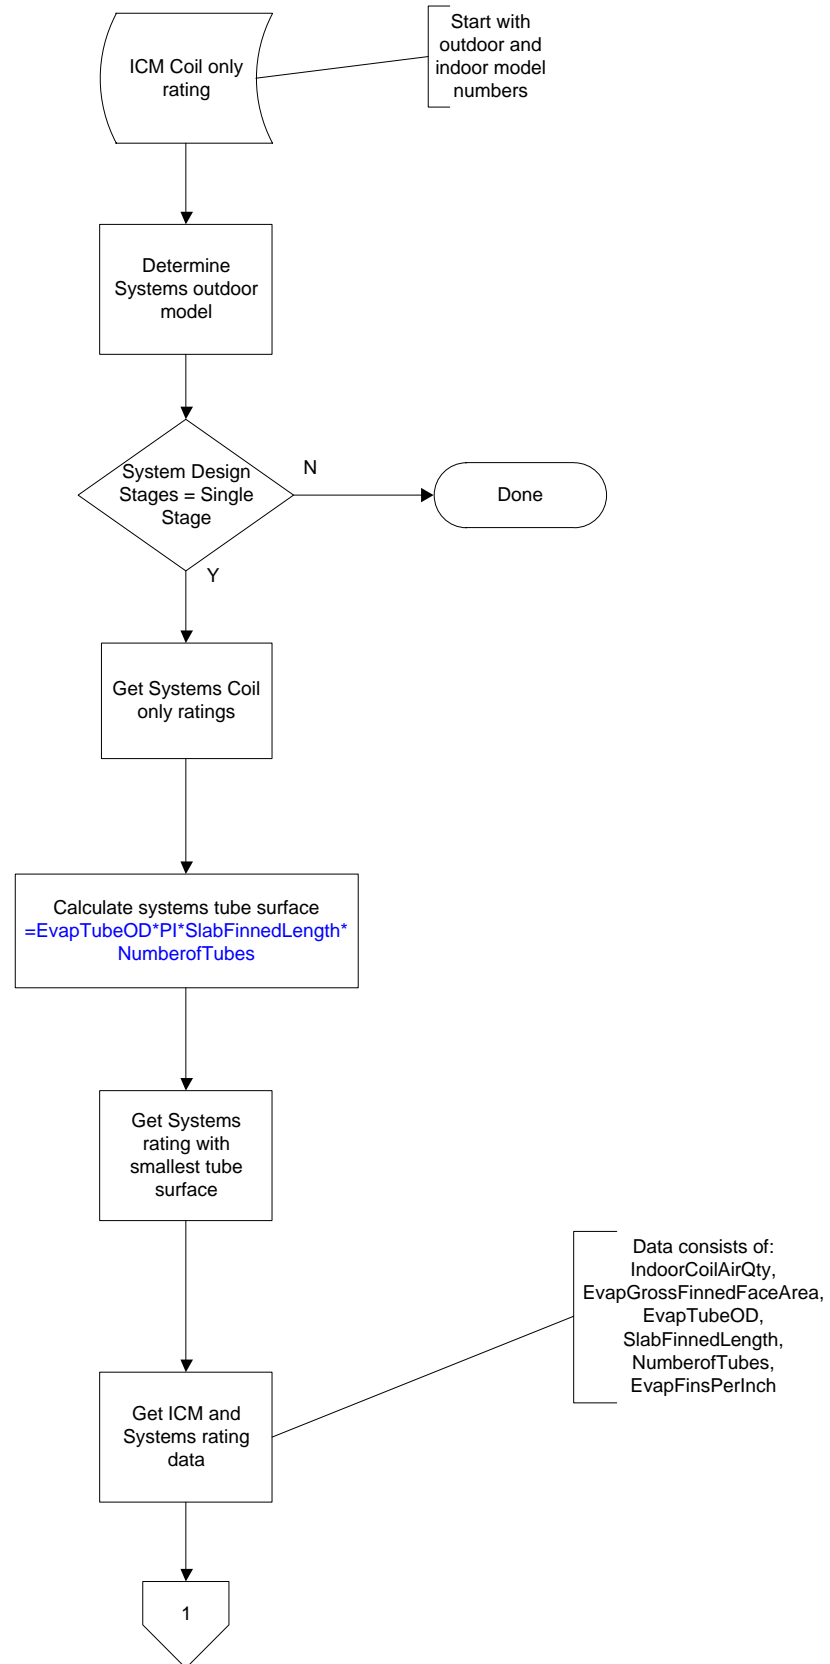 ICM Coil only
rating
Start with
outdoor and
indoor model
numbers
Determine
Systems outdoor
model
System Design
Stages = Single
Stage
N
Done
Y
Get Systems Coil
only ratings
Calculate systems tube surface
=EvapTubeOD*PI*SlabFinnedLength*
NumberofTubes
Get Systems
rating with
smallest tube
surface
Data consists of:
IndoorCoilAirQty,
EvapGrossFinnedFaceArea,
EvapTubeOD,
SlabFinnedLength,
NumberofTubes,
EvapFinsPerInch
Get ICM and
Systems rating
data
1